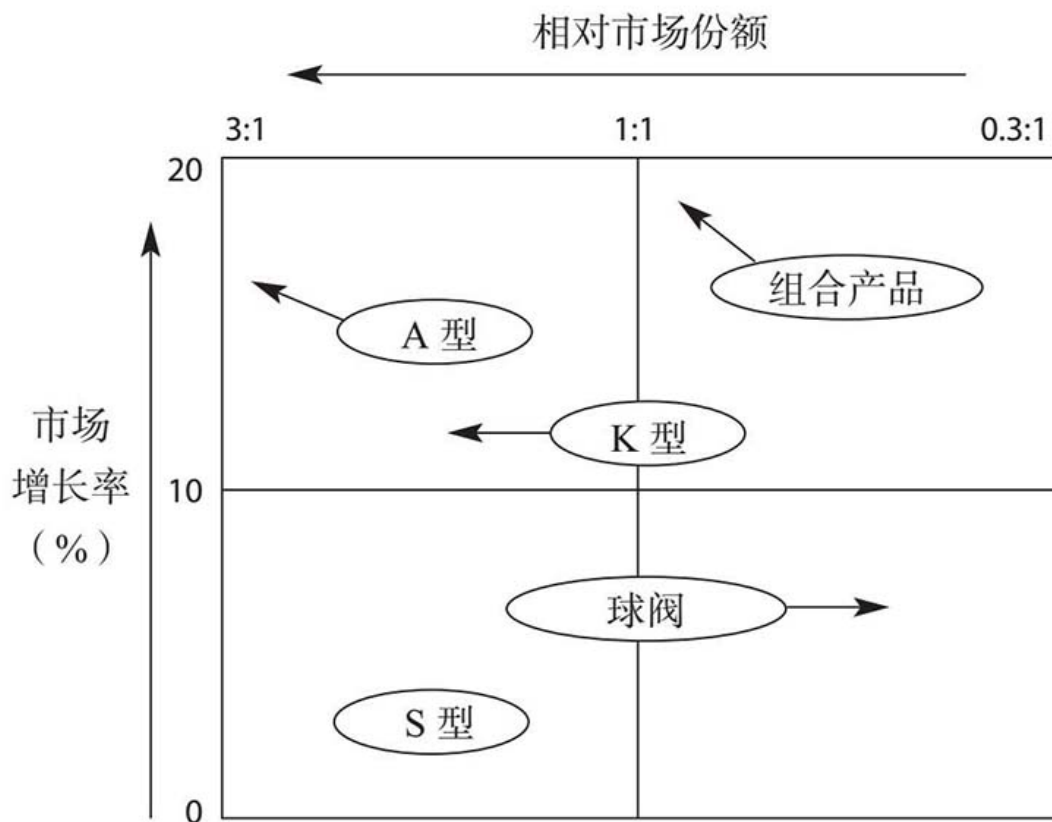 相对市场份额
3:1 1:1 0.3:1
20
组合产品
A 型
K 型
市场
增长率
（%）
10
球阀
S 型
0